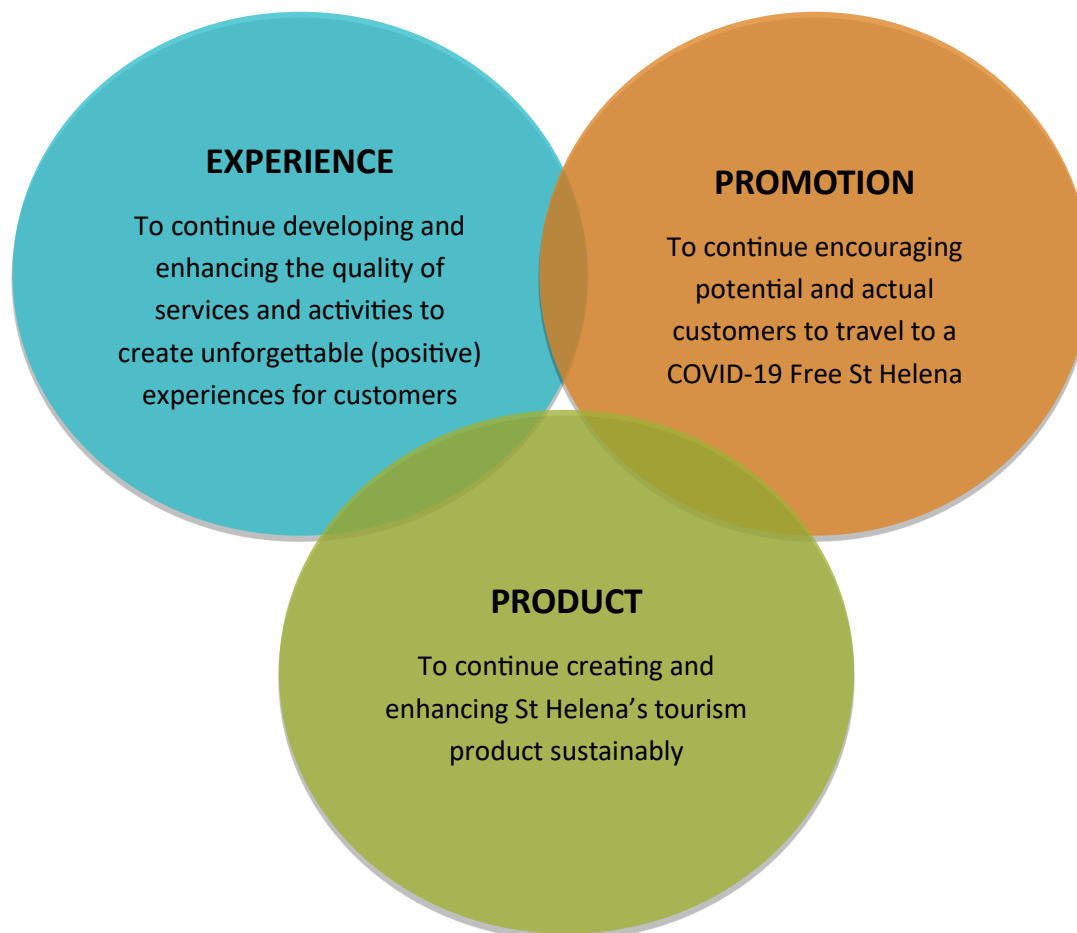 EXPERIENCE
To continue developing and
enhancing the quality of
services and activities to
create unforgettable (positive)
experiences for customers
PROMOTION
To continue encouraging
potential and actual
customers to travel to a
COVID-19 Free St Helena
PRODUCT
To continue creating and
enhancing St Helena’s tourism
product sustainably